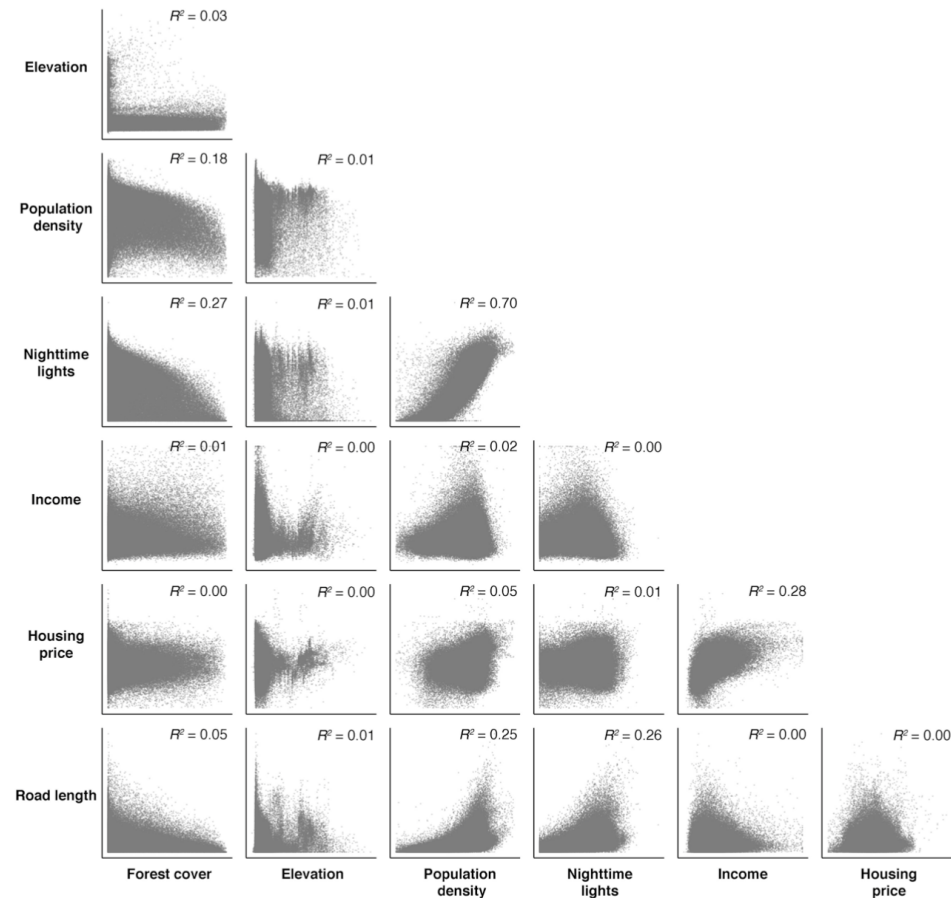 R² = 0.03
Elevation
R² = 0.18
R² = 0.01
Population
density
R² = 0.27
R² = 0.01
R² = 0.70
Nighttime
lights
R² = 0.01
R² = 0.00
R² = 0.02
R² = 0.00
Income
R² = 0.00
R² = 0.00
R² = 0.05
R² = 0.01
R² = 0.28
Housing
price
R² = 0.05
R² = 0.01
R² = 0.25
R² = 0.26
R² = 0.00
R² = 0.00
Road length
Forest cover
Elevation
Population
density
Nighttime
lights
Income
Housing
price